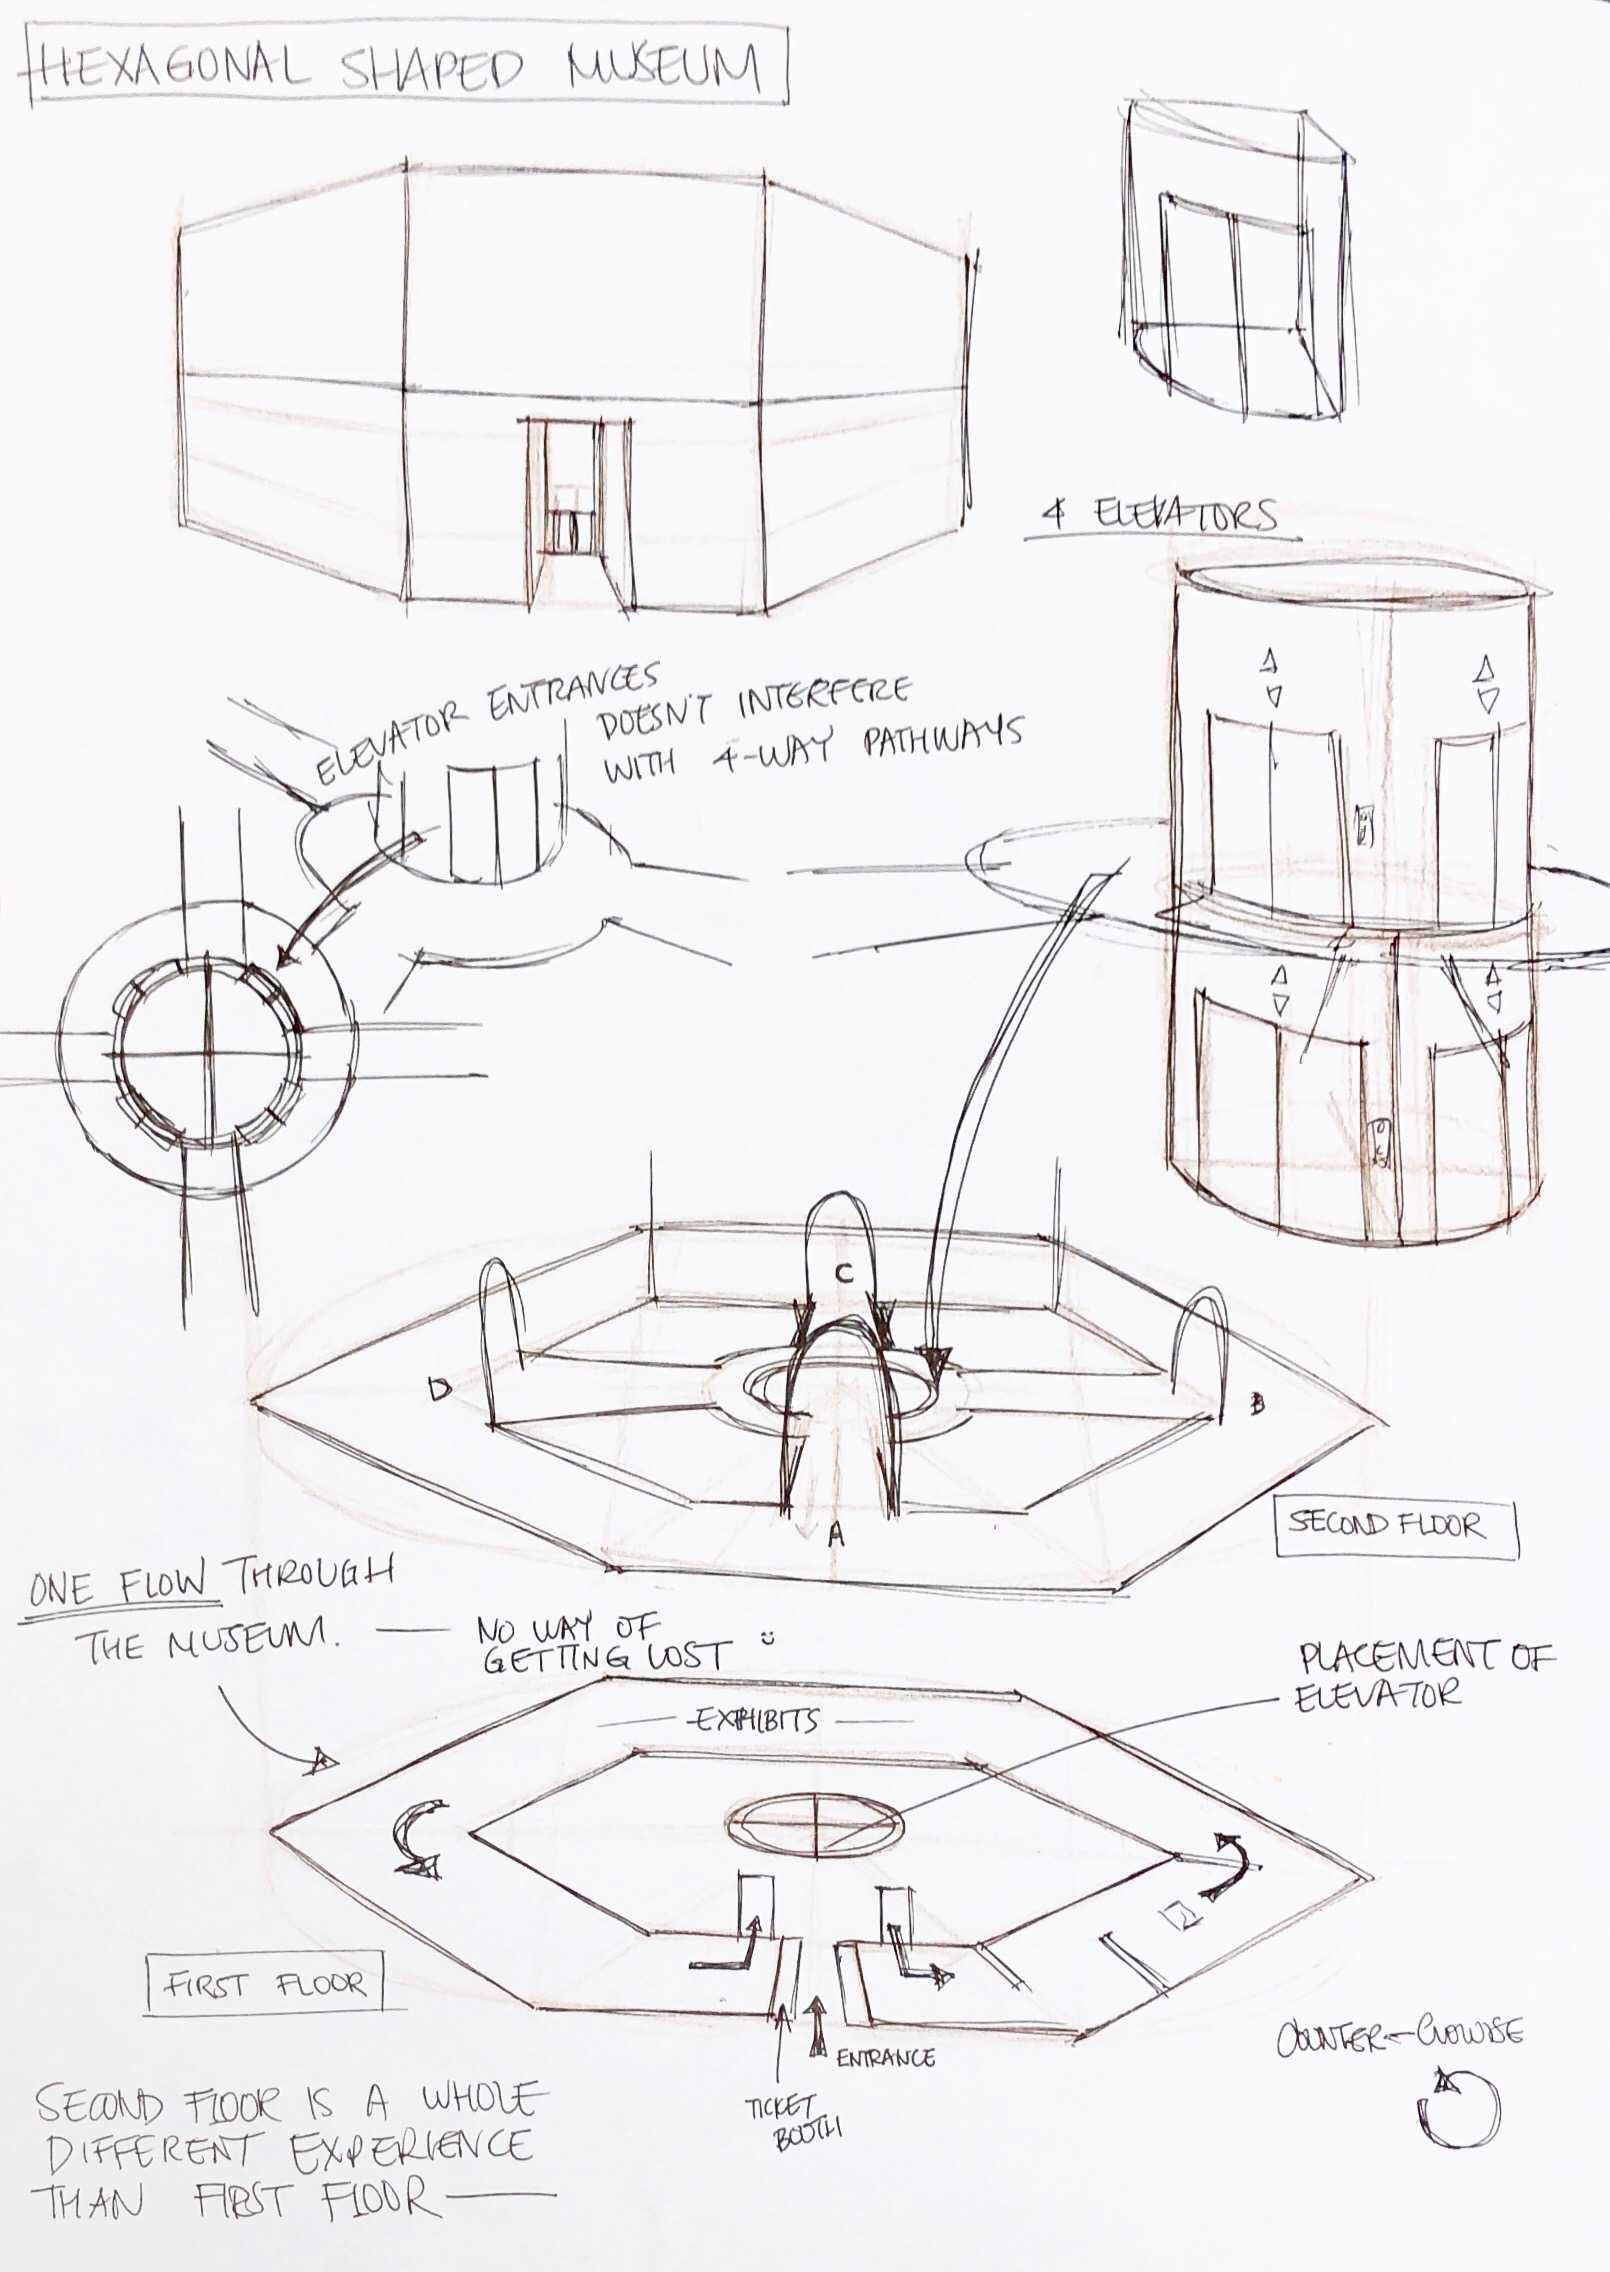 HEXAGONAL SHAPED MUSEUM
4 ELEVATORS
ELEVATOR ENTRANCES
DOESN'T INTERFERE
WITH 4-WAY PATHWAYS
C
D
B
A
SECOND FLOOR
ONE FLOW THROUGH
THE MUSEUM. — NO WAY OF
GETTING LOST
PLACEMENT OF
ELEVATOR
— EXHIBITS —
FIRST FLOOR
ENTRANCE
TICKET
BOOTH
COUNTER-
SECOND FLOOR IS A WHOLE
DIFFERENT EXPERIENCE
THAN FIRST FLOOR —